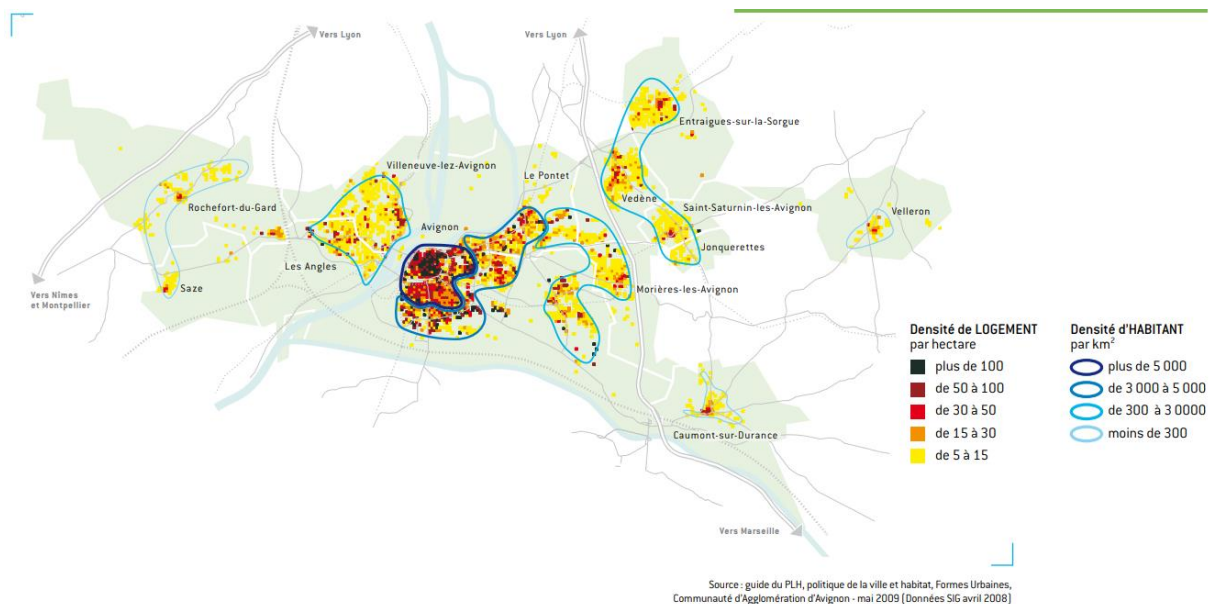 Vers Lyon
Vers Lyon
Entraigues-sur-la-Sorgue
Villeneuve-lez-Avignon
Le Pontet
Vedène
Saint-Saturnin-les-Avignon
Rochefort-du-Gard
Velleron
Avignon
Jonquerettes
Les Angles
Morières-les-Avignon
Saze
Vers Nîmes
et Montpellier
Caumont-sur-Durance
Vers Marseille
Densité de LOGEMENT
par hectare
plus de 100
de 50 à 100
de 30 à 50
de 15 à 30
de 5 à 15
Densité d'HABITANT
par km²
plus de 5 000
de 3 000 à 5 000
de 300 à 3 0000
moins de 300
Source : guide du PLH, politique de la ville et habitat, Formes Urbaines,
Communauté d'Agglomération d'Avignon - mai 2009 (Données SIG avril 2008)